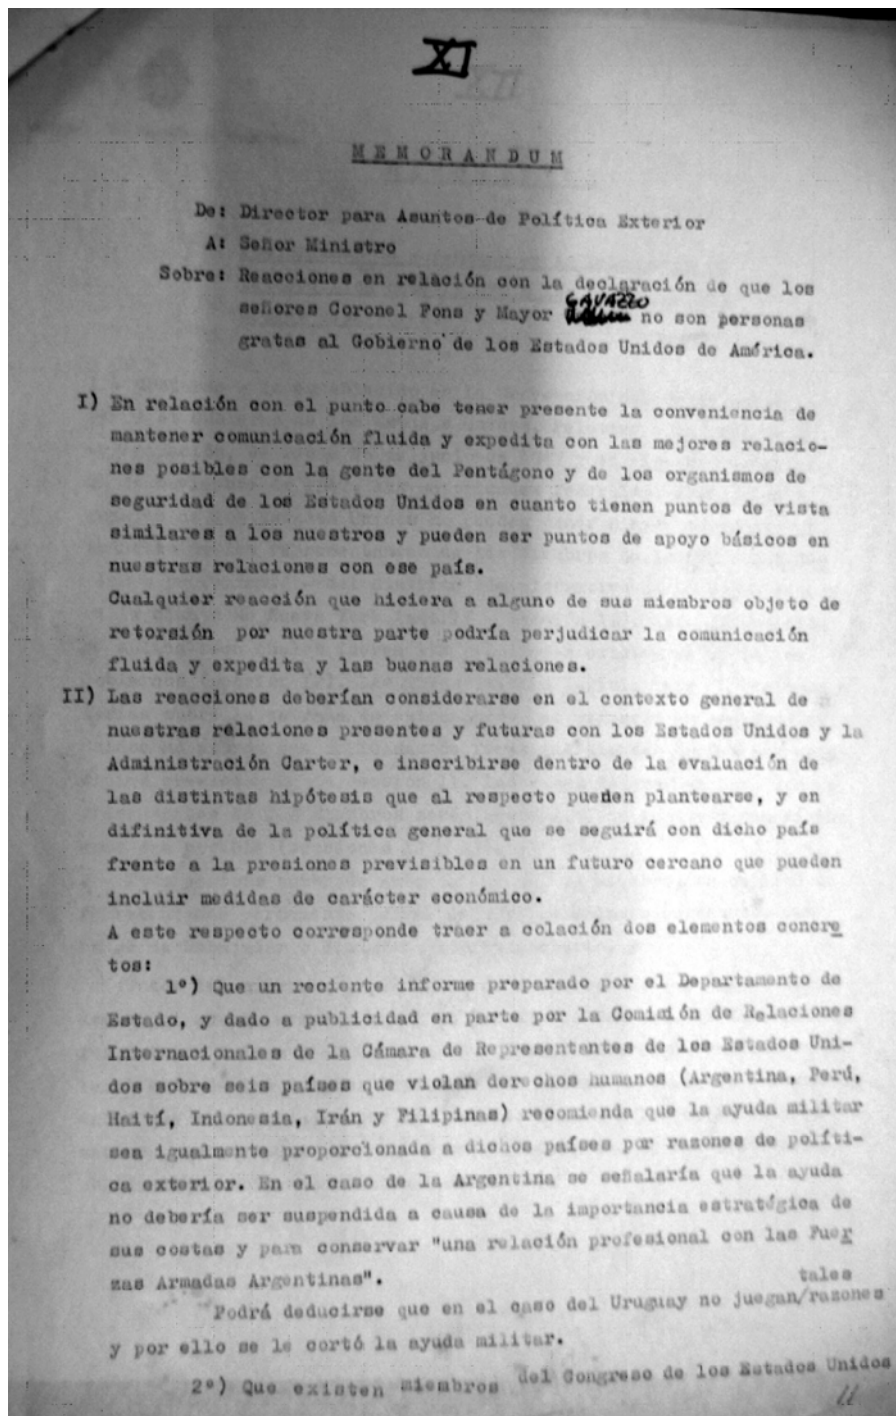 XI
MEMORANDUM
De: Director para Asuntos de Política Exterior
A: Señor Ministro
Sobre: Reacciones en relación con la declaración de que los
señores Coronel Fons y Mayor GAVAZZO no son personas
gratas al Gobierno de los Estados Unidos de América.
I) En relación con el punto cabe tener presente la conveniencia de
mantener comunicación fluida y expedita con las mejores relacio-
nes posibles con la gente del Pentágono y de los organismos de
seguridad de los Estados Unidos en cuanto tienen puntos de vista
similares a los nuestros y pueden ser puntos de apoyo básicos en
nuestras relaciones con ese país.
Cualquier reacción que hiciera a alguno de sus miembros objeto de
retorsión por nuestra parte podría perjudicar la comunicación
fluida y expedita y las buenas relaciones.
II) Las reacciones deberían considerarse en el contexto general de
nuestras relaciones presentes y futuras con los Estados Unidos y la
Administración Carter, e inscribirse dentro de la evaluación de
las distintas hipótesis que al respecto pueden plantearse, y en
difinitiva de la política general que se seguirá con dicho país
frente a la presiones previsibles en un futuro cercano que pueden
incluir medidas de carácter económico.
A este respecto corresponde traer a colación dos elementos concre
tos:
1º) Que un reciente informe preparado por el Departamento de
Estado, y dado a publicidad en parte por la Comisión de Relaciones
Internacionales de la Cámara de Representantes de los Estados Uni-
dos sobre seis países que violan derechos humanos (Argentina, Perú,
Haití, Indonesia, Irán y Filipinas) recomienda que la ayuda militar
sea igualmente proporcionada a dichos países por razones de políti-
ca exterior. En el caso de la Argentina se señalaría que la ayuda
no debería ser suspendida a causa de la importancia estratégica de
sus costas y para conservar "una relación profesional con las Fuer
zas Armadas Argentinas".
tales
Podrá deducirse que en el caso del Uruguay no juegan/razones
y por ello se le cortó la ayuda militar.
2º) Que existen miembros del Congreso de los Estados Unidos